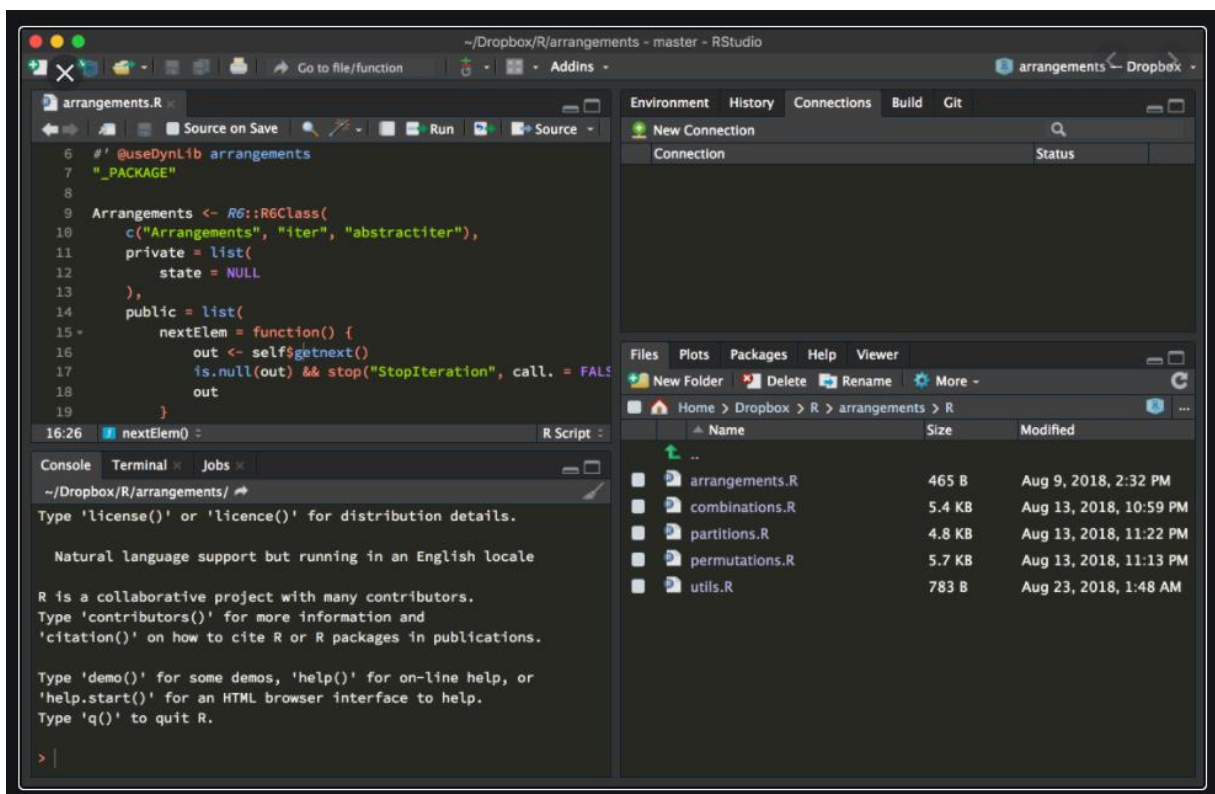 ~/Dropbox/R/arrangements - master - RStudio
Go to file/function Addins arrangements — Dropbox
arrangements.R
Source on Save Run Source
6 #' @useDynLib arrangements
7 "_PACKAGE"
8
9 Arrangements <- R6::R6Class(
10 c("Arrangements", "iter", "abstractiter"),
11 private = list(
12 state = NULL
13 ),
14 public = list(
15 nextElem = function() {
16 out <- self$getnext()
17 is.null(out) && stop("StopIteration", call. = FALS
18 out
19 }
16:26 nextElem() R Script
Console Terminal Jobs
~/Dropbox/R/arrangements/
Type 'license()' or 'licence()' for distribution details.
Natural language support but running in an English locale
R is a collaborative project with many contributors.
Type 'contributors()' for more information and
'citation()' on how to cite R or R packages in publications.
Type 'demo()' for some demos, 'help()' for on-line help, or
'help.start()' for an HTML browser interface to help.
Type 'q()' to quit R.
>
Environment History Connections Build Git
New Connection
Connection Status
Files Plots Packages Help Viewer
New Folder Delete Rename More
Home > Dropbox > R > arrangements > R ...
Name Size Modified
..
arrangements.R 465 B Aug 9, 2018, 2:32 PM
combinations.R 5.4 KB Aug 13, 2018, 10:59 PM
partitions.R 4.8 KB Aug 13, 2018, 11:22 PM
permutations.R 5.7 KB Aug 13, 2018, 11:13 PM
utils.R 783 B Aug 23, 2018, 1:48 AM